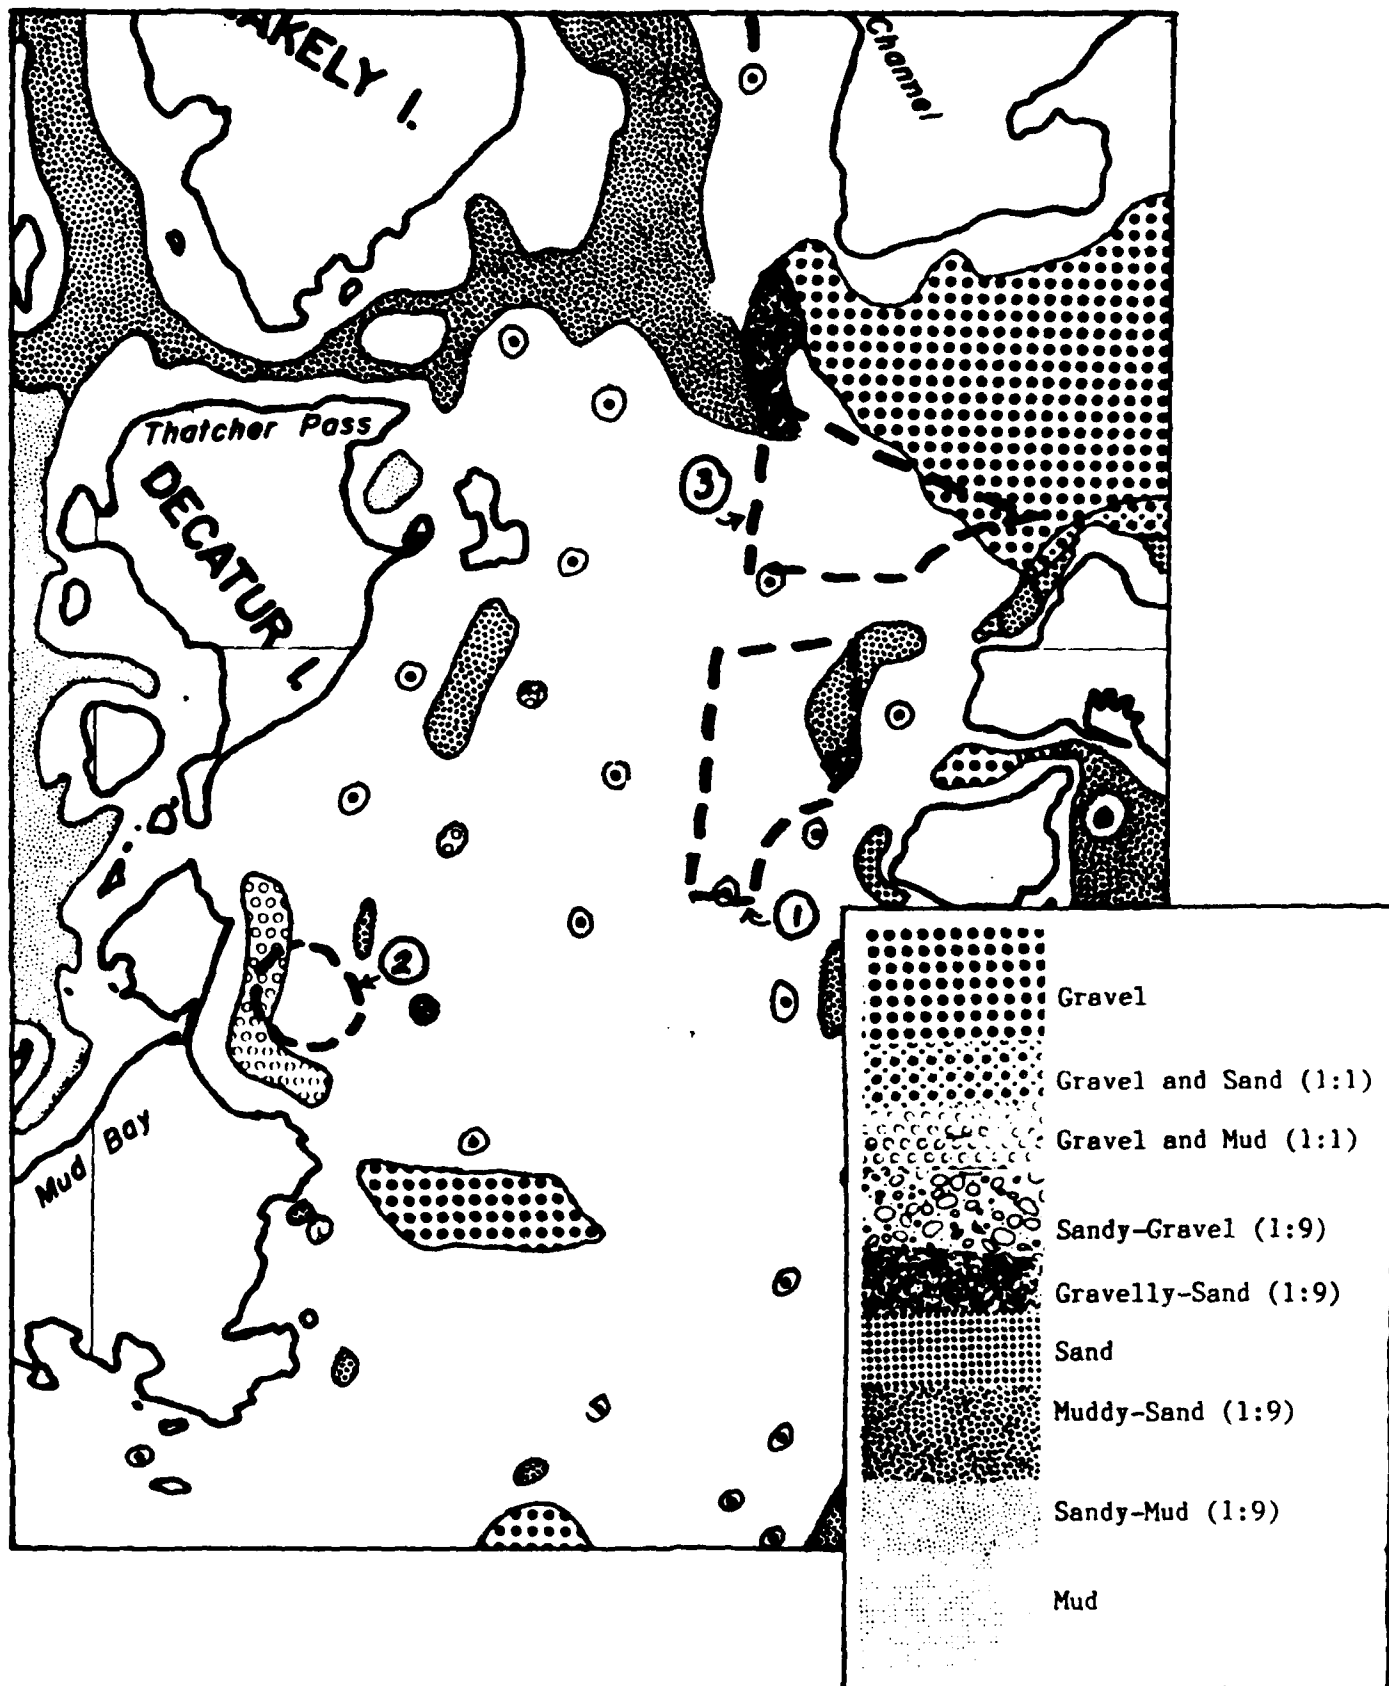 AKELY I.
Channel
Thatcher Pass
DECATUR I.
3
1
2
Mud Bay
Gravel
Gravel and Sand (1:1)
Gravel and Mud (1:1)
Sandy-Gravel (1:9)
Gravelly-Sand (1:9)
Sand
Muddy-Sand (1:9)
Sandy-Mud (1:9)
Mud